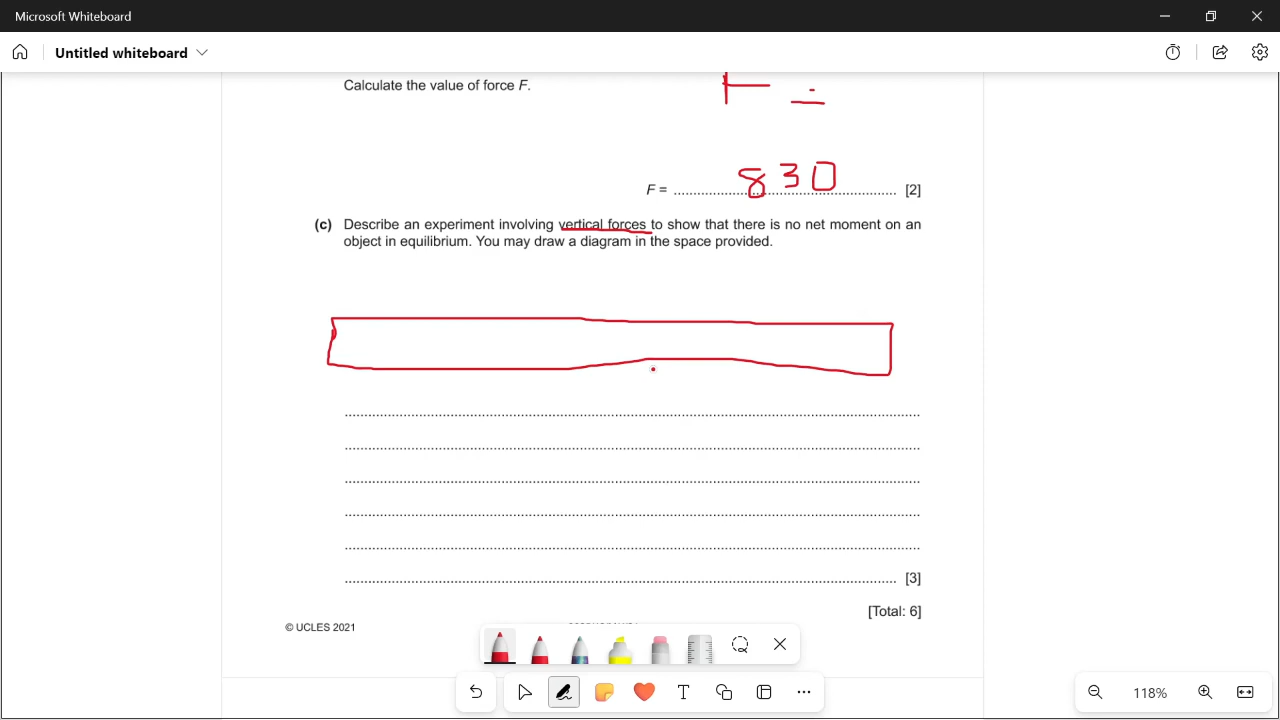 Microsoft Whiteboard
Untitled whiteboard
Calculate the value of force F.
830
F = ................................................ [2]
(c) Describe an experiment involving vertical forces to show that there is no net moment on an
object in equilibrium. You may draw a diagram in the space provided.
[3]
[Total: 6]
© UCLES 2021
118%